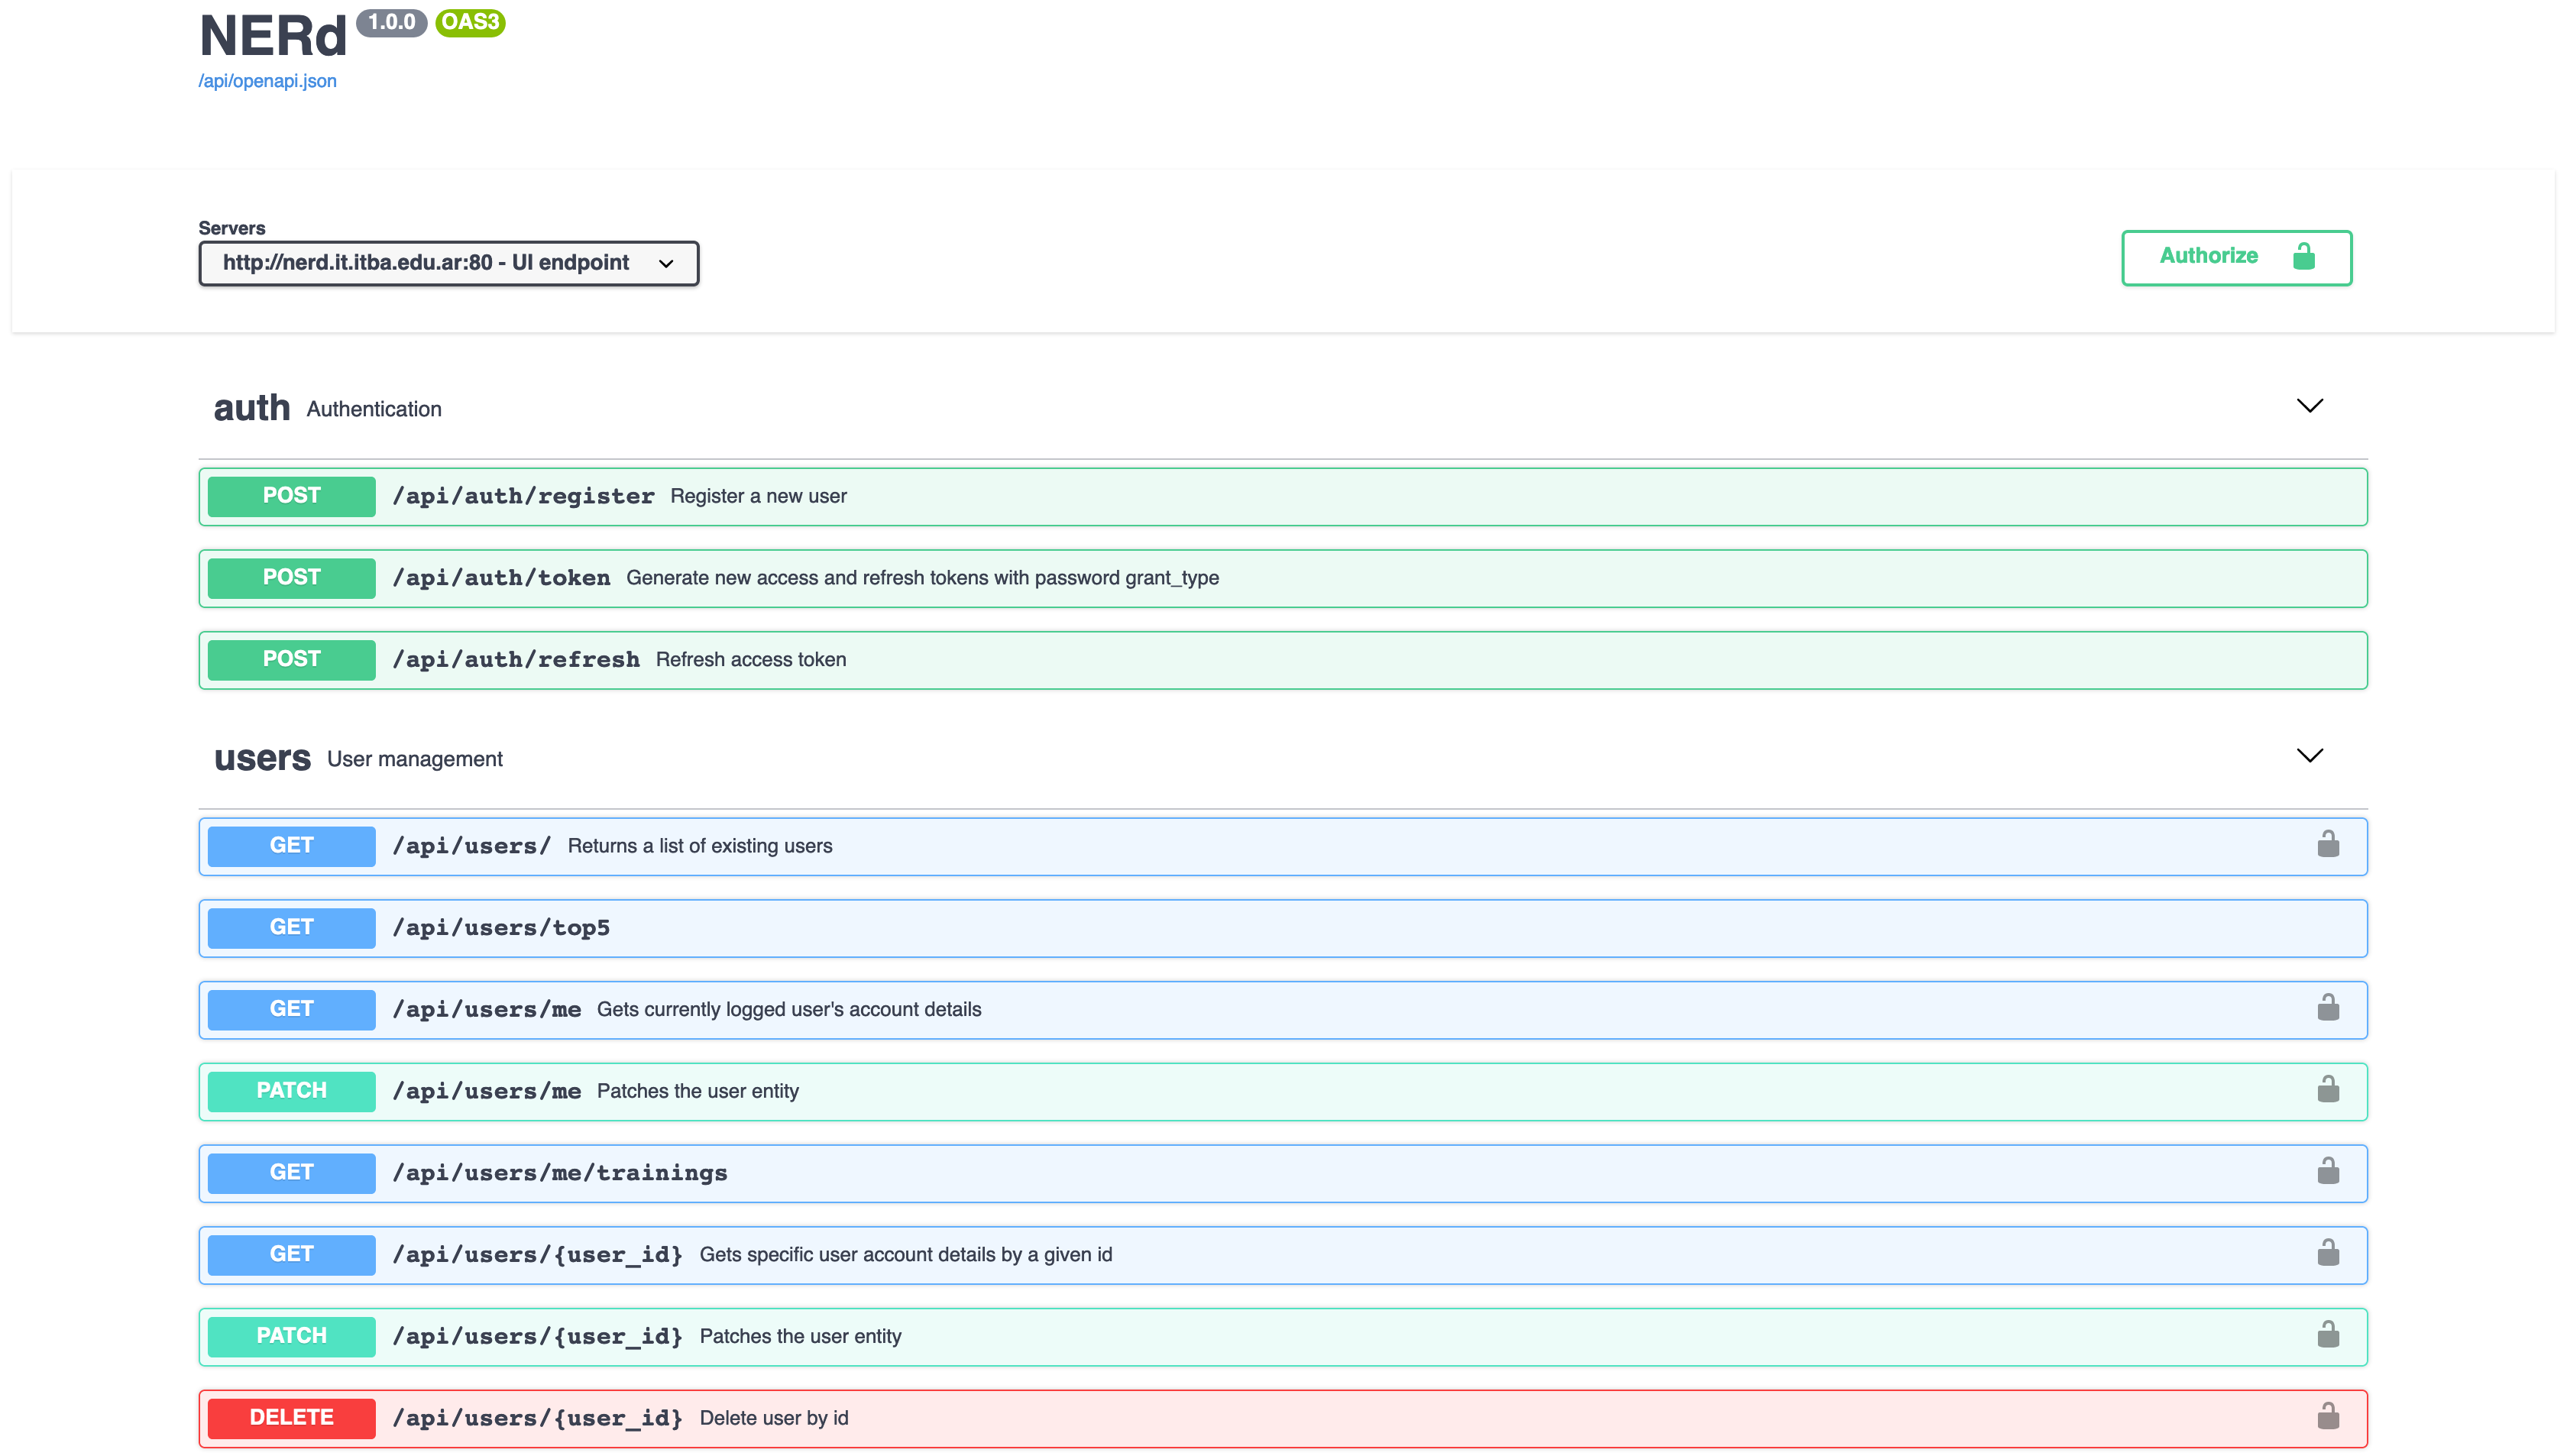 NERd 1.0.0 OAS3
/api/openapi.json
Servers
http://nerd.it.itba.edu.ar:80 - UI endpoint
Authorize
auth Authentication
POST /api/auth/register Register a new user
POST /api/auth/token Generate new access and refresh tokens with password grant_type
POST /api/auth/refresh Refresh access token
users User management
GET /api/users/ Returns a list of existing users
GET /api/users/top5
GET /api/users/me Gets currently logged user's account details
PATCH /api/users/me Patches the user entity
GET /api/users/me/trainings
GET /api/users/{user_id} Gets specific user account details by a given id
PATCH /api/users/{user_id} Patches the user entity
DELETE /api/users/{user_id} Delete user by id